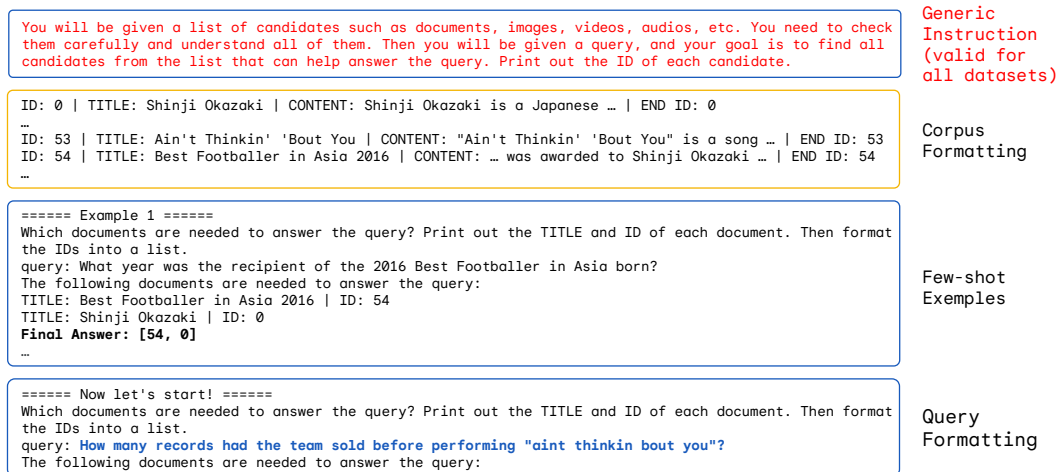 You will be given a list of candidates such as documents, images, videos, audios, etc. You need to check
them carefully and understand all of them. Then you will be given a query, and your goal is to find all
candidates from the list that can help answer the query. Print out the ID of each candidate.
Generic
Instruction
(valid for
all datasets)
ID: 0 | TITLE: Shinji Okazaki | CONTENT: Shinji Okazaki is a Japanese … | END ID: 0
…
ID: 53 | TITLE: Ain't Thinkin' 'Bout You | CONTENT: "Ain't Thinkin' 'Bout You" is a song … | END ID: 53
ID: 54 | TITLE: Best Footballer in Asia 2016 | CONTENT: … was awarded to Shinji Okazaki … | END ID: 54
…
Corpus
Formatting
====== Example 1 ======
Which documents are needed to answer the query? Print out the TITLE and ID of each document. Then format
the IDs into a list.
query: What year was the recipient of the 2016 Best Footballer in Asia born?
The following documents are needed to answer the query:
TITLE: Best Footballer in Asia 2016 | ID: 54
TITLE: Shinji Okazaki | ID: 0
Final Answer: [54, 0]
…
Few-shot
Exemples
====== Now let's start! ======
Which documents are needed to answer the query? Print out the TITLE and ID of each document. Then format
the IDs into a list.
query: How many records had the team sold before performing "aint thinkin bout you"?
The following documents are needed to answer the query:
Query
Formatting